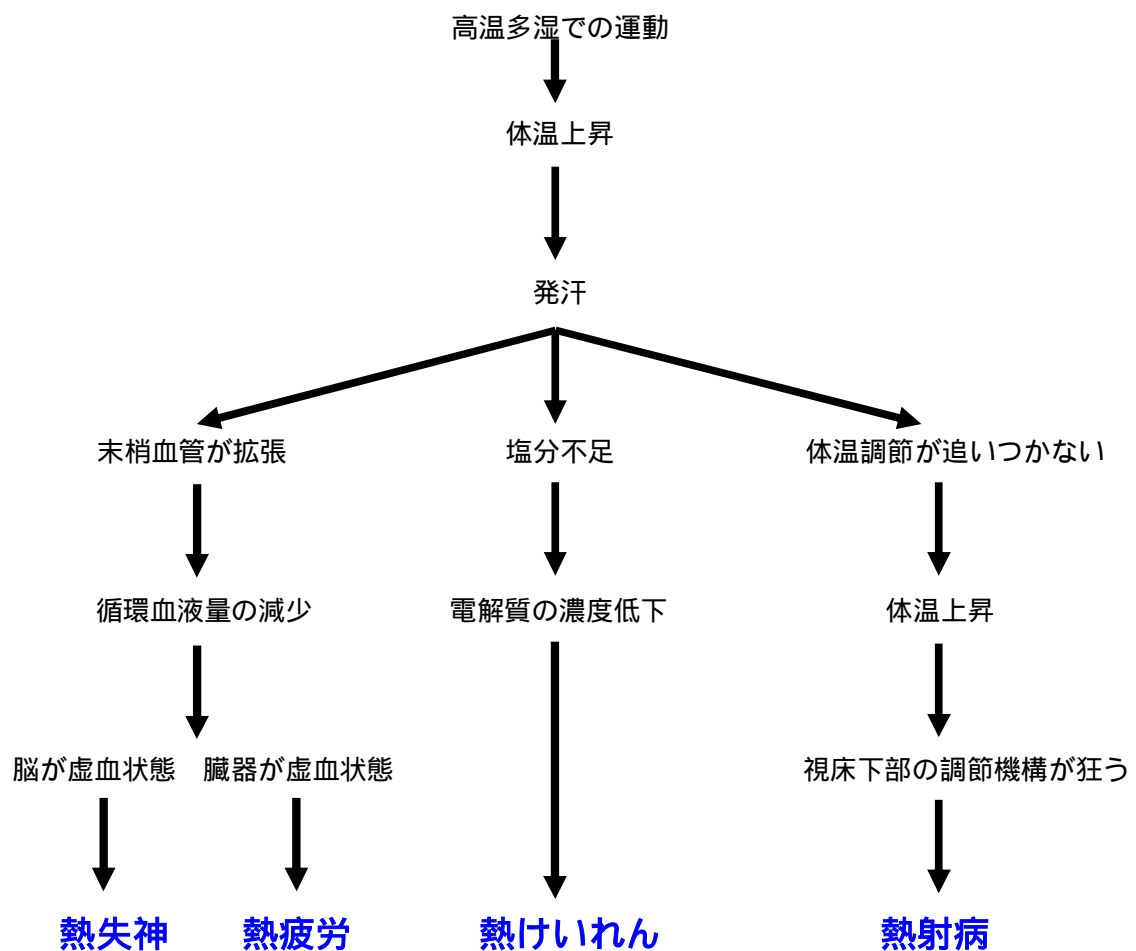 高温多湿での運動
体温上昇
発汗
末梢血管が拡張
塩分不足
体温調節が追いつかない
循環血液量の減少
電解質の濃度低下
体温上昇
脳が虚血状態
臓器が虚血状態
視床下部の調節機構が狂う
熱失神
熱疲労
熱けいれん
熱射病